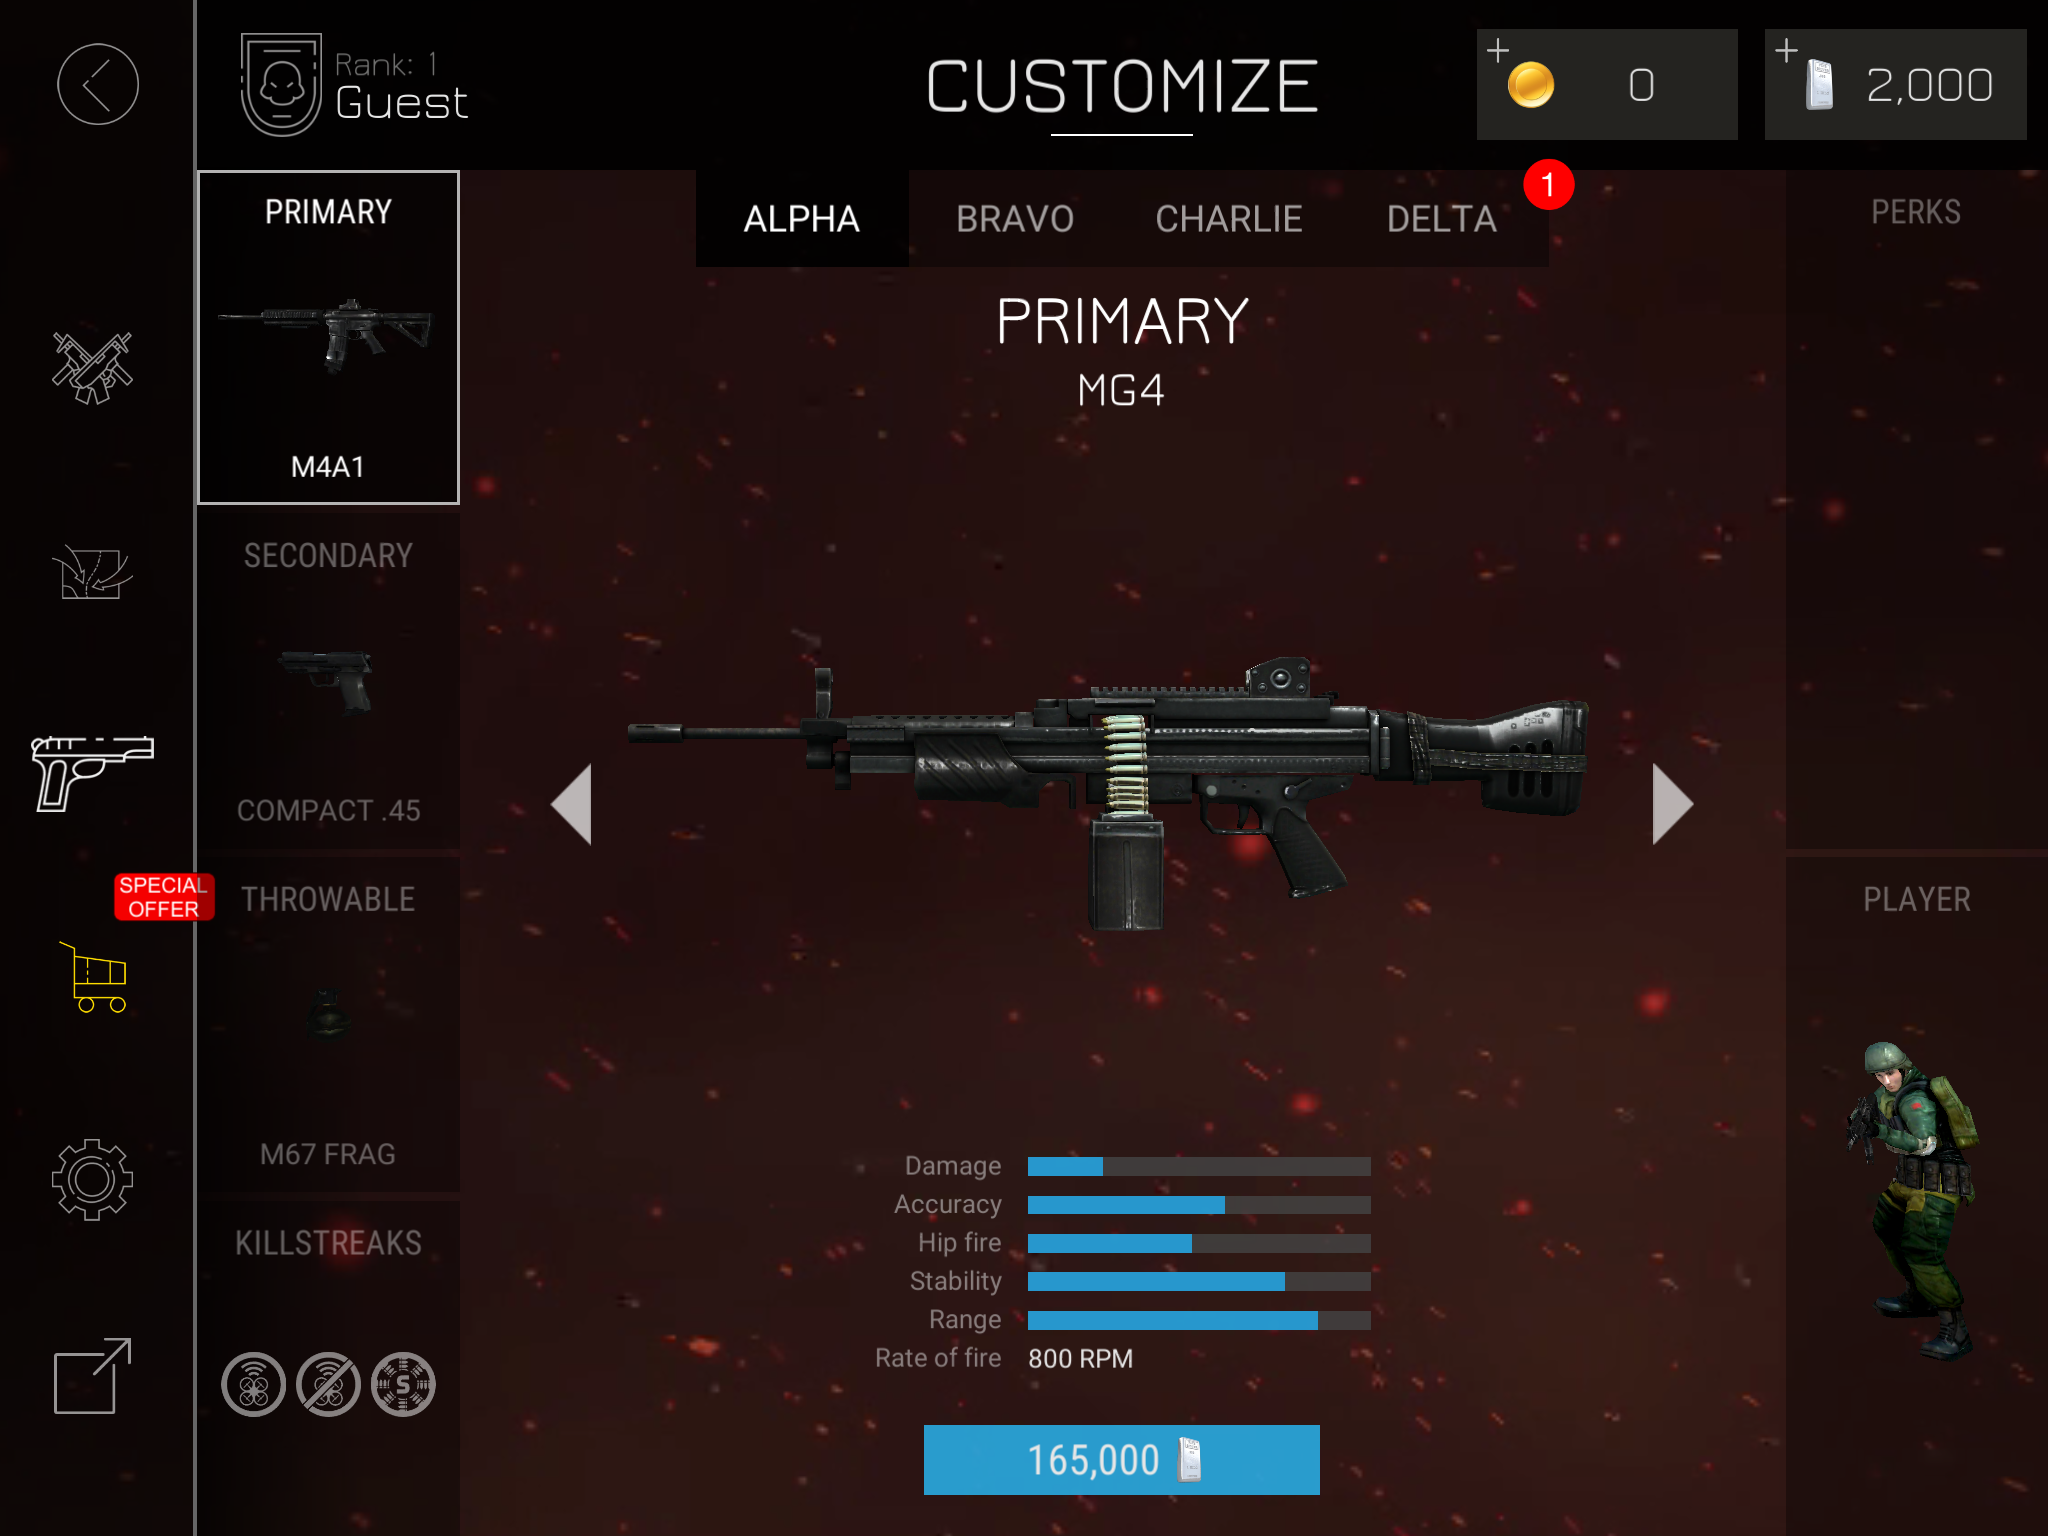 Rank: 1
Guest
CUSTOMIZE
0
2,000
PRIMARY
M4A1
ALPHA
BRAVO
CHARLIE
DELTA
1
PERKS
PRIMARY
MG4
SECONDARY
COMPACT .45
SPECIAL
OFFER
THROWABLE
M67 FRAG
KILLSTREAKS
S
PLAYER
Damage
Accuracy
Hip fire
Stability
Range
Rate of fire 800 RPM
165,000